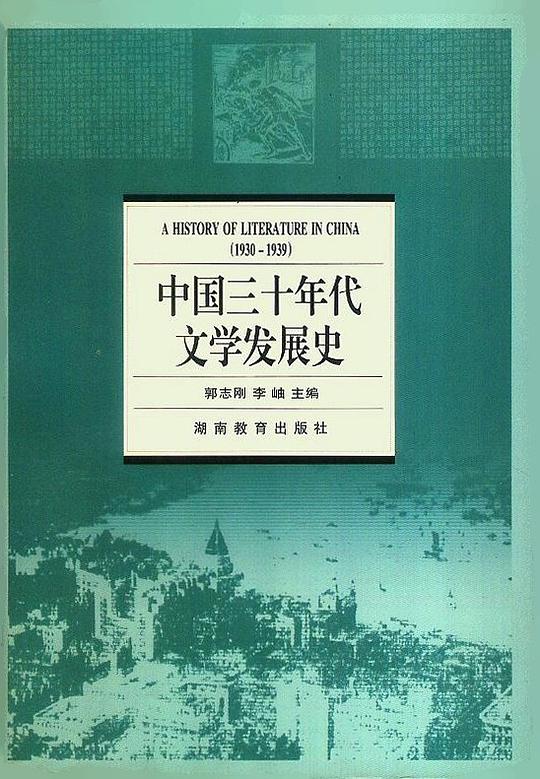 A HISTORY OF LITERATURE IN CHINA
(1930－1939)
中国三十年代
文学发展史
郭志刚 李岫 主编
湖南教育出版社